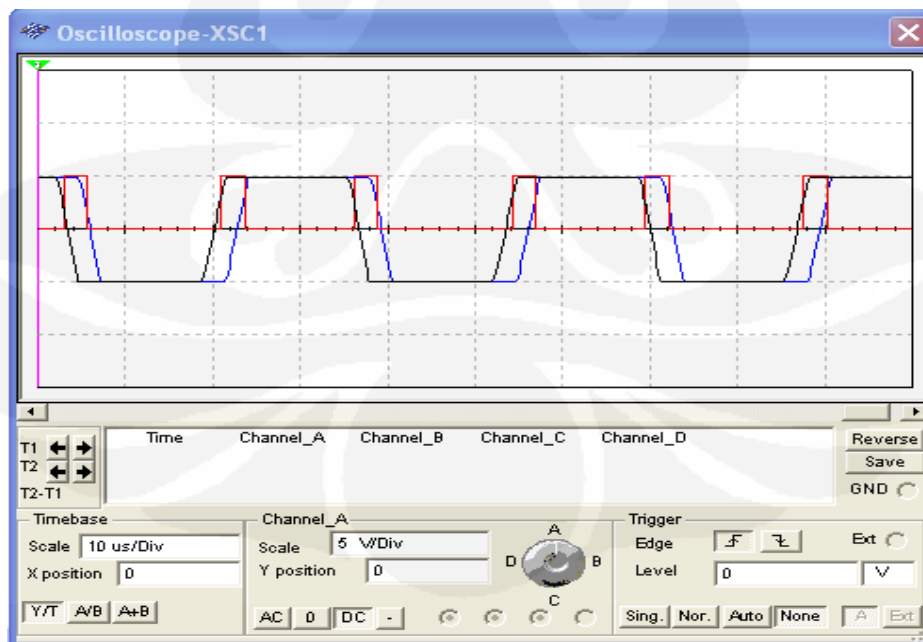 Oscilloscope-XSC1
Time Channel_A Channel_B Channel_C Channel_D
T1
T2
T2-T1
Reverse
Save
GND
Timebase
Scale 10 us/Div
X position 0
Y/T A/B A+B
Channel_A
Scale 5 V/Div
Y position 0
AC 0 DC -
A
B
C
D
Trigger
Edge Ext
Level 0 V
Sing. Nor. Auto None A Ext